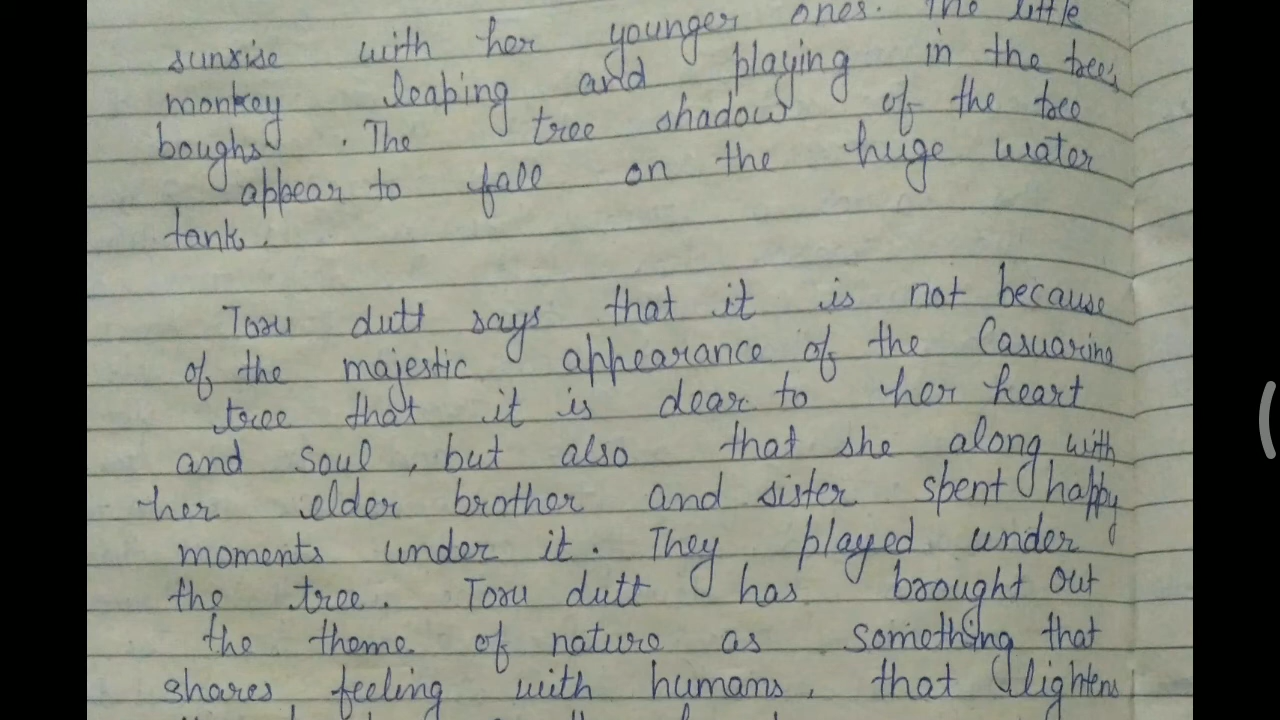 sunrise with her younger ones. The little
monkey leaping and playing in the trees
boughs. The tree shadow of the tree
appear to fall on the huge water
tank.
Toru dutt says that it is not because
of the majestic appearance of the Casuarina
tree that it is dear to her heart
and soul, but also that she along with
her elder brother and sister spent happy
moments under it. They played under
the tree. Toru dutt has brought out
the theme of nature as something that
shares feeling with humans, that lightens